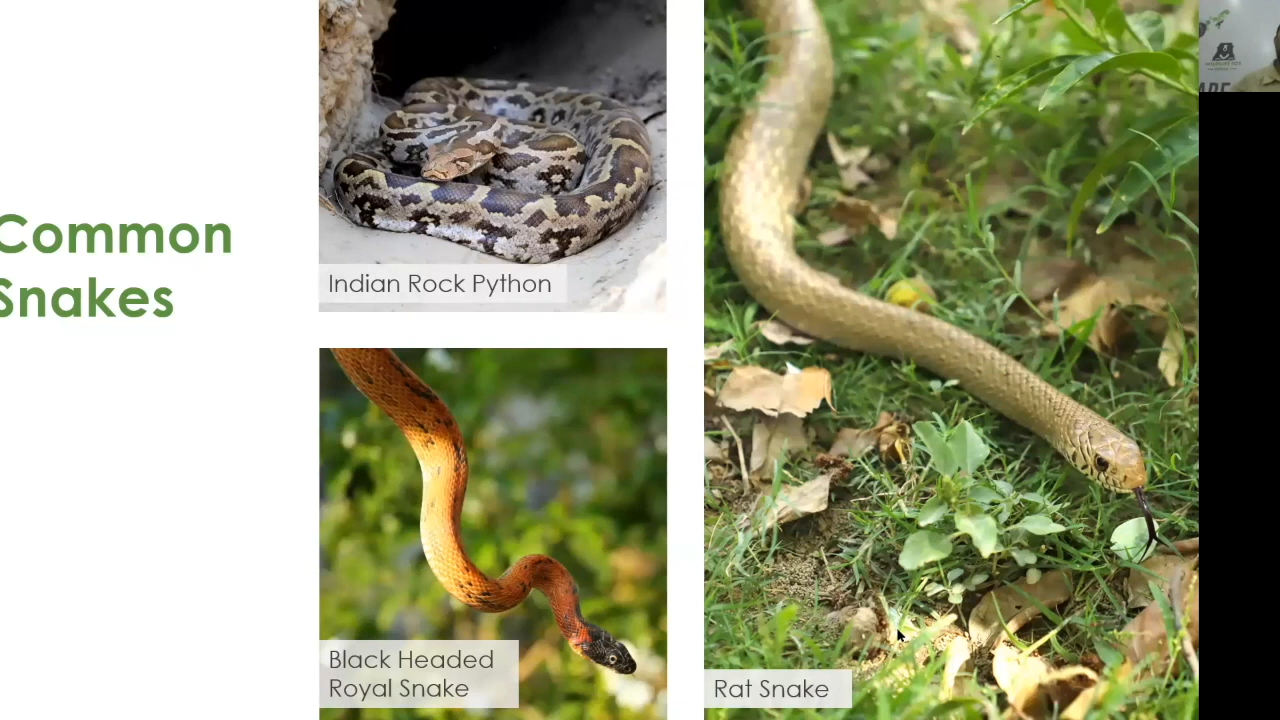 Common
Snakes
Indian Rock Python
Black Headed
Royal Snake
Rat Snake